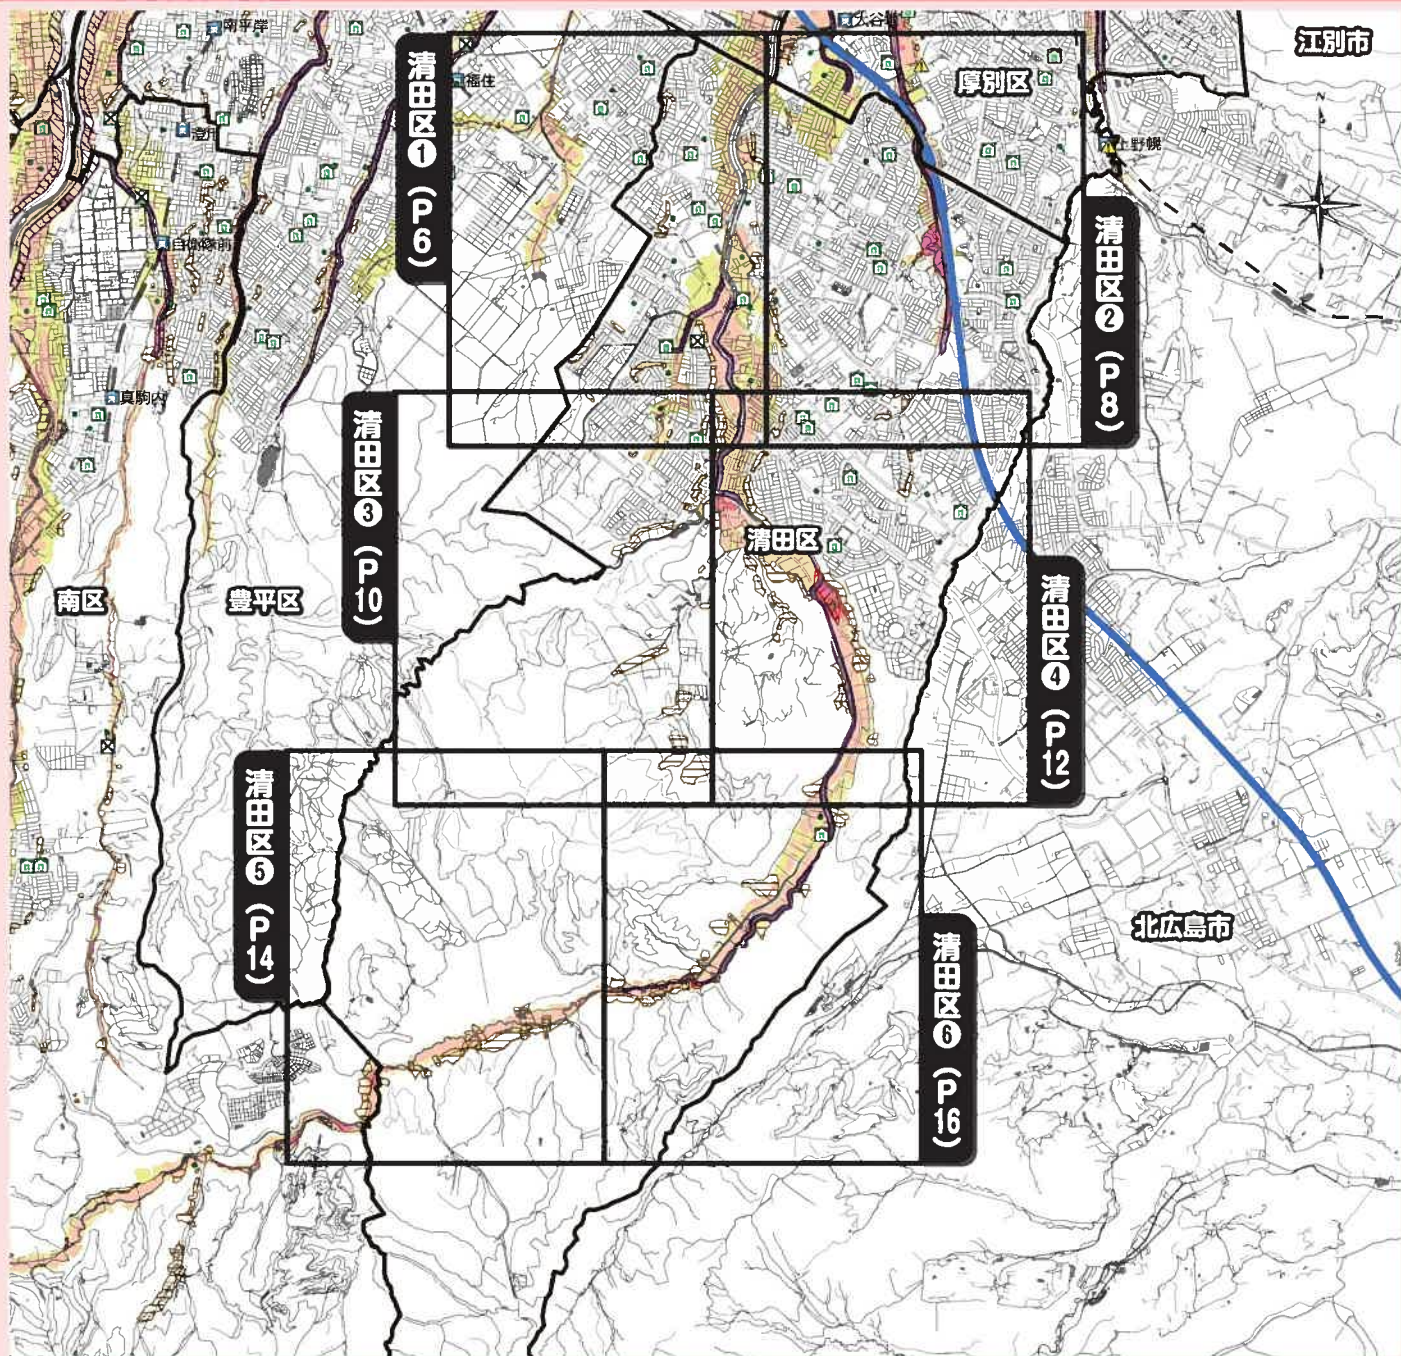 南平岸
大谷地
江別市
福住
厚別区
澄川
上野幌
清田区❶（P6）
自衛隊前
清田区❷（P8）
真駒内
清田区❸（P10）
清田区
南区
豊平区
清田区❹（P12）
清田区❺（P14）
北広島市
清田区❻（P16）